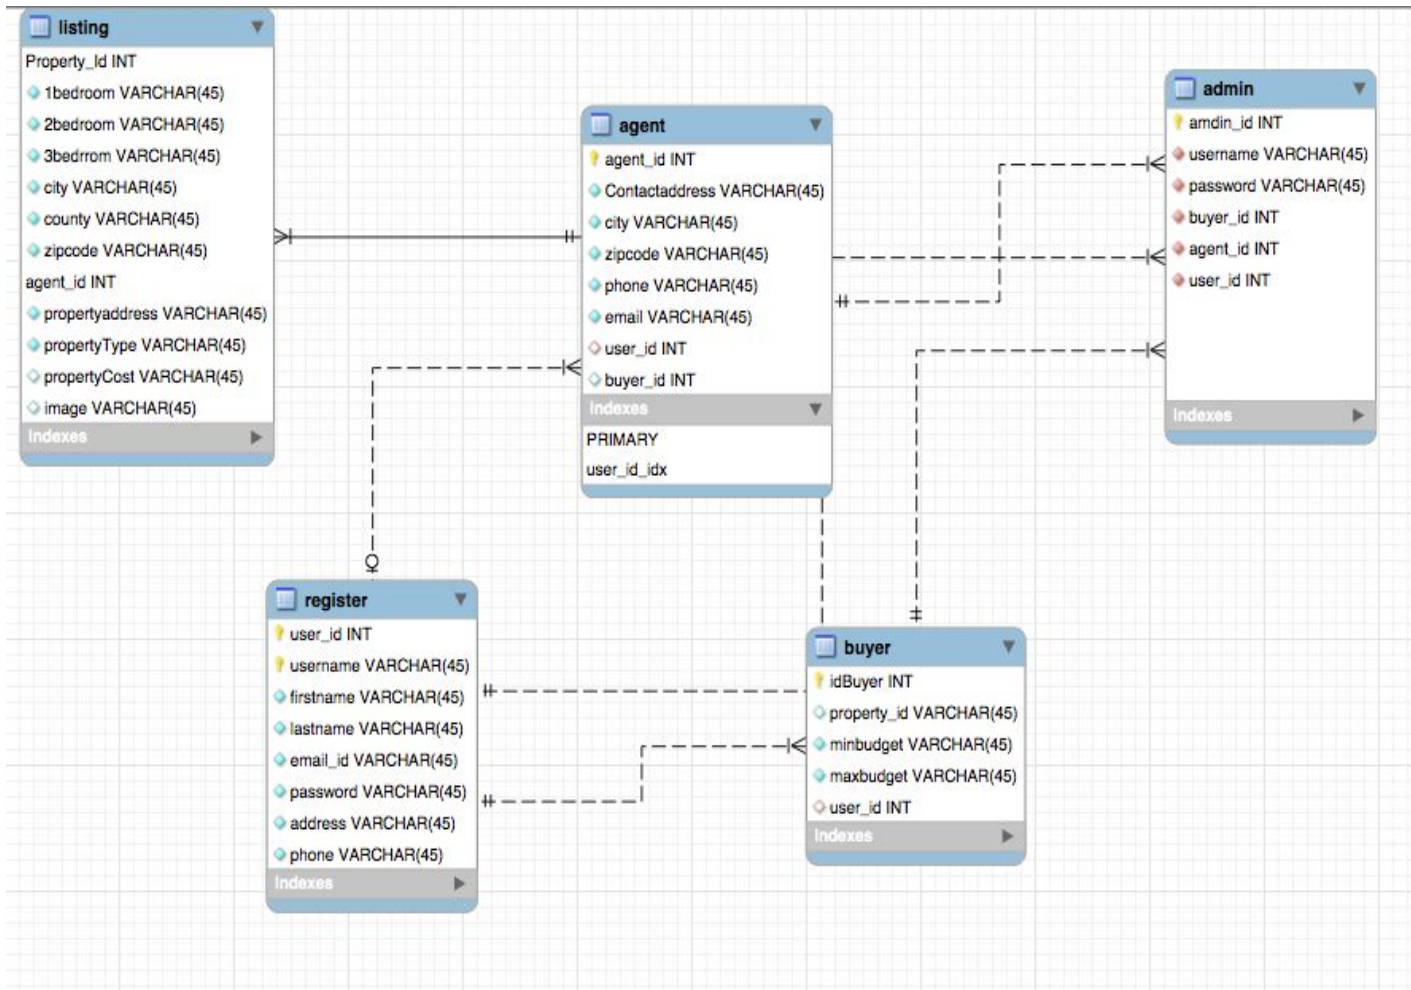 listing
Property_Id INT
1bedroom VARCHAR(45)
2bedroom VARCHAR(45)
3bedrrom VARCHAR(45)
city VARCHAR(45)
county VARCHAR(45)
zipcode VARCHAR(45)
agent_id INT
propertyaddress VARCHAR(45)
propertyType VARCHAR(45)
propertyCost VARCHAR(45)
image VARCHAR(45)
Indexes
agent
agent_id INT
Contactaddress VARCHAR(45)
city VARCHAR(45)
zipcode VARCHAR(45)
phone VARCHAR(45)
email VARCHAR(45)
user_id INT
buyer_id INT
Indexes
PRIMARY
user_id_idx
admin
amdin_id INT
username VARCHAR(45)
password VARCHAR(45)
buyer_id INT
agent_id INT
user_id INT
Indexes
register
user_id INT
username VARCHAR(45)
firstname VARCHAR(45)
lastname VARCHAR(45)
email_id VARCHAR(45)
password VARCHAR(45)
address VARCHAR(45)
phone VARCHAR(45)
Indexes
buyer
idBuyer INT
property_id VARCHAR(45)
minbudget VARCHAR(45)
maxbudget VARCHAR(45)
user_id INT
Indexes